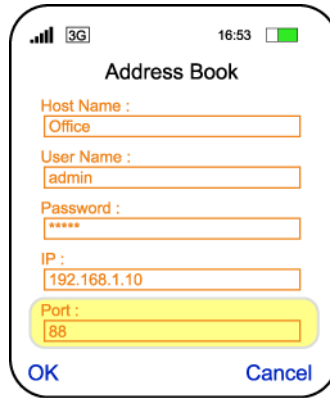 3G 16:53
Address Book
Host Name :
Office
User Name :
admin
Password :
*****
IP :
192.168.1.10
Port :
88
OK Cancel